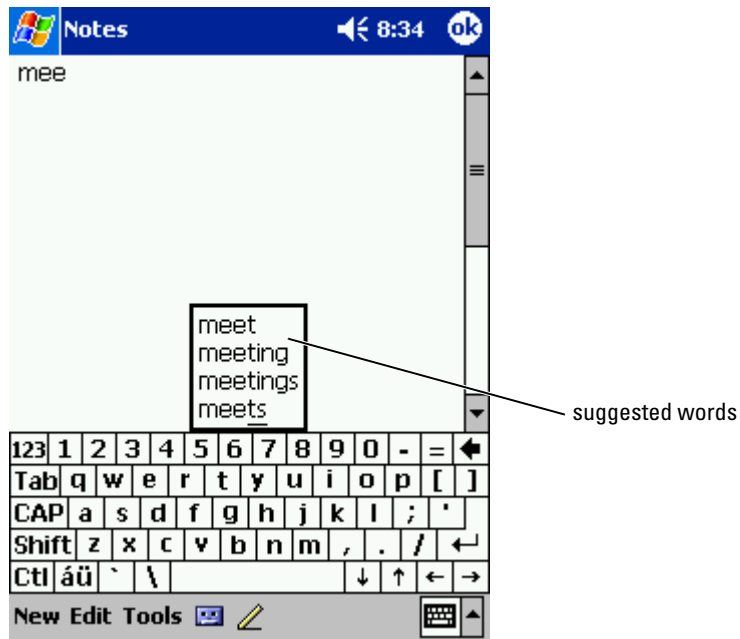 Notes 8:34 ok
mee
meet
meeting
meetings
meets
suggested words
123 1 2 3 4 5 6 7 8 9 0 - =
Tab q w e r t y u i o p [ ]
CAP a s d f g h j k l ; '
Shift z x c v b n m , . / ↵
Ctl áü ` \ ↓ ↑ ← →
New Edit Tools